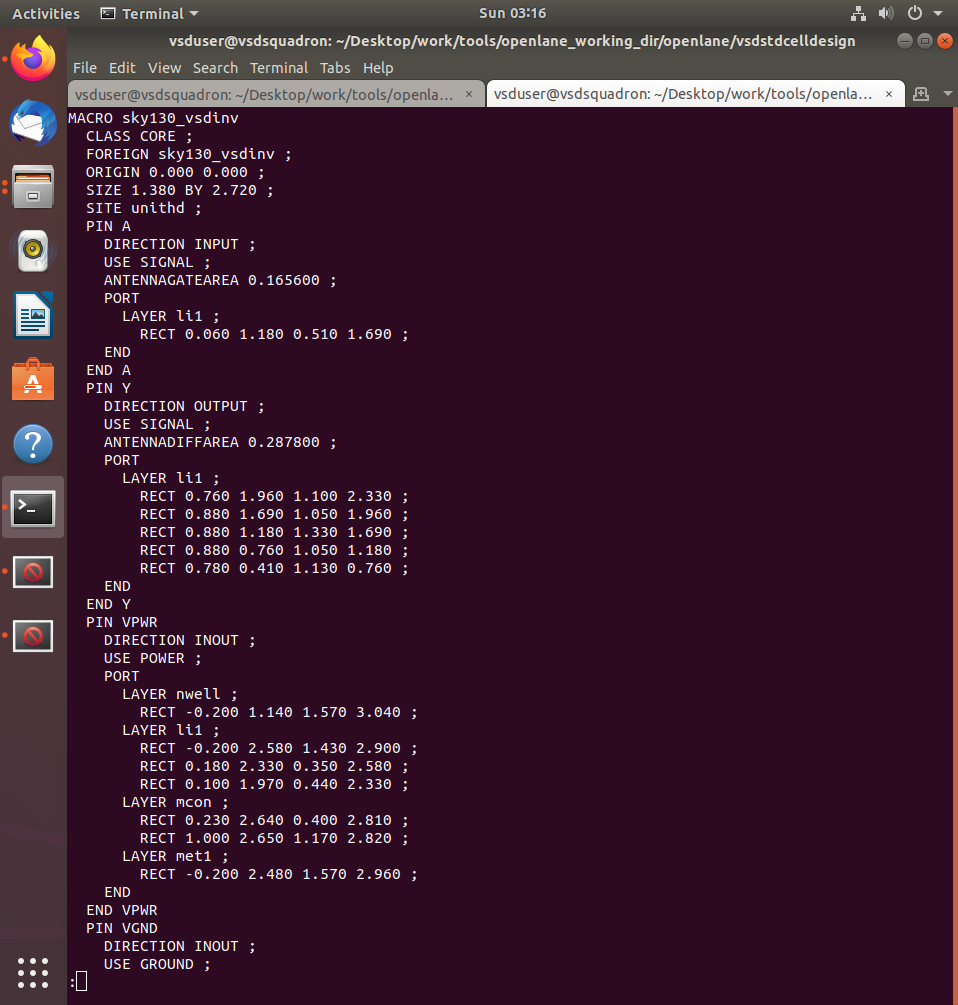 Activities Terminal Sun 03:16
vsduser@vsdsquadron: ~/Desktop/work/tools/openlane_working_dir/openlane/vsdstdcelldesign
File Edit View Search Terminal Tabs Help
vsduser@vsdsquadron: ~/Desktop/work/tools/openla... × vsduser@vsdsquadron: ~/Desktop/work/tools/openla... ×
MACRO sky130_vsdinv
  CLASS CORE ;
  FOREIGN sky130_vsdinv ;
  ORIGIN 0.000 0.000 ;
  SIZE 1.380 BY 2.720 ;
  SITE unithd ;
  PIN A
    DIRECTION INPUT ;
    USE SIGNAL ;
    ANTENNAGATEAREA 0.165600 ;
    PORT
      LAYER li1 ;
        RECT 0.060 1.180 0.510 1.690 ;
    END
  END A
  PIN Y
    DIRECTION OUTPUT ;
    USE SIGNAL ;
    ANTENNADIFFAREA 0.287800 ;
    PORT
      LAYER li1 ;
        RECT 0.760 1.960 1.100 2.330 ;
        RECT 0.880 1.690 1.050 1.960 ;
        RECT 0.880 1.180 1.330 1.690 ;
        RECT 0.880 0.760 1.050 1.180 ;
        RECT 0.780 0.410 1.130 0.760 ;
    END
  END Y
  PIN VPWR
    DIRECTION INOUT ;
    USE POWER ;
    PORT
      LAYER nwell ;
        RECT -0.200 1.140 1.570 3.040 ;
      LAYER li1 ;
        RECT -0.200 2.580 1.430 2.900 ;
        RECT 0.180 2.330 0.350 2.580 ;
        RECT 0.100 1.970 0.440 2.330 ;
      LAYER mcon ;
        RECT 0.230 2.640 0.400 2.810 ;
        RECT 1.000 2.650 1.170 2.820 ;
      LAYER met1 ;
        RECT -0.200 2.480 1.570 2.960 ;
    END
  END VPWR
  PIN VGND
    DIRECTION INOUT ;
    USE GROUND ;
: